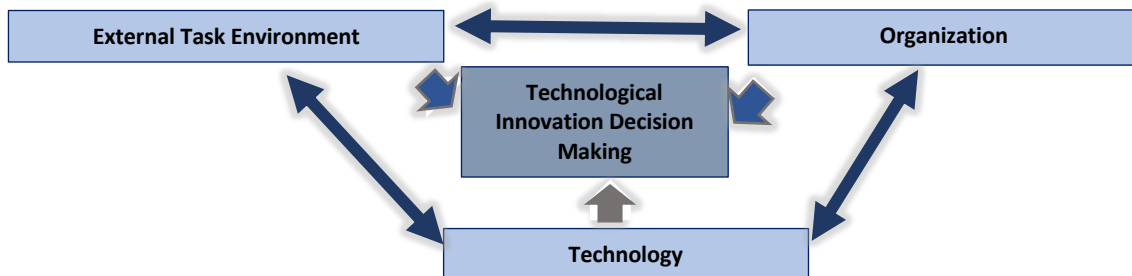 External Task Environment
Organization
Technological
Innovation Decision
Making
Technology